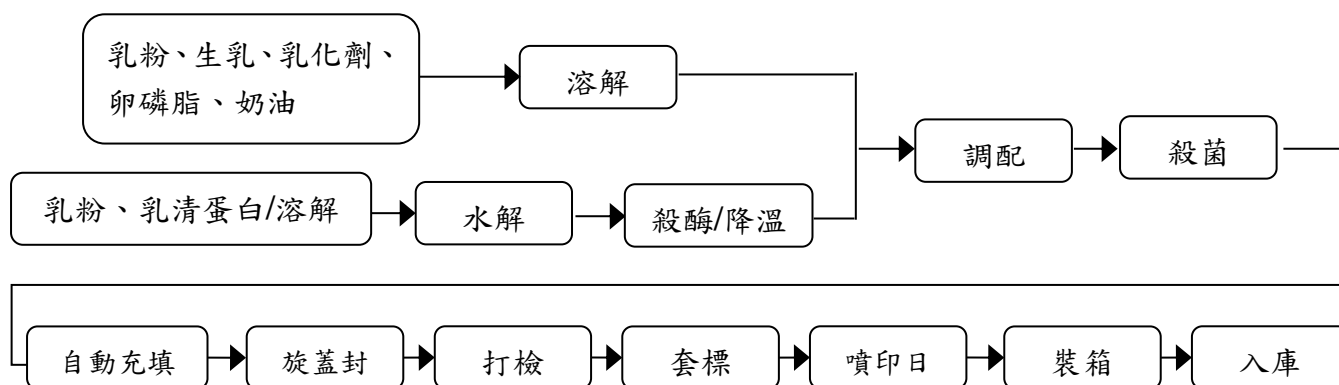 乳粉、生乳、乳化劑、
卵磷脂、奶油
溶解
調配
殺菌
乳粉、乳清蛋白/溶解
水解
殺酶/降溫
自動充填
旋蓋封
打檢
套標
噴印日
裝箱
入庫